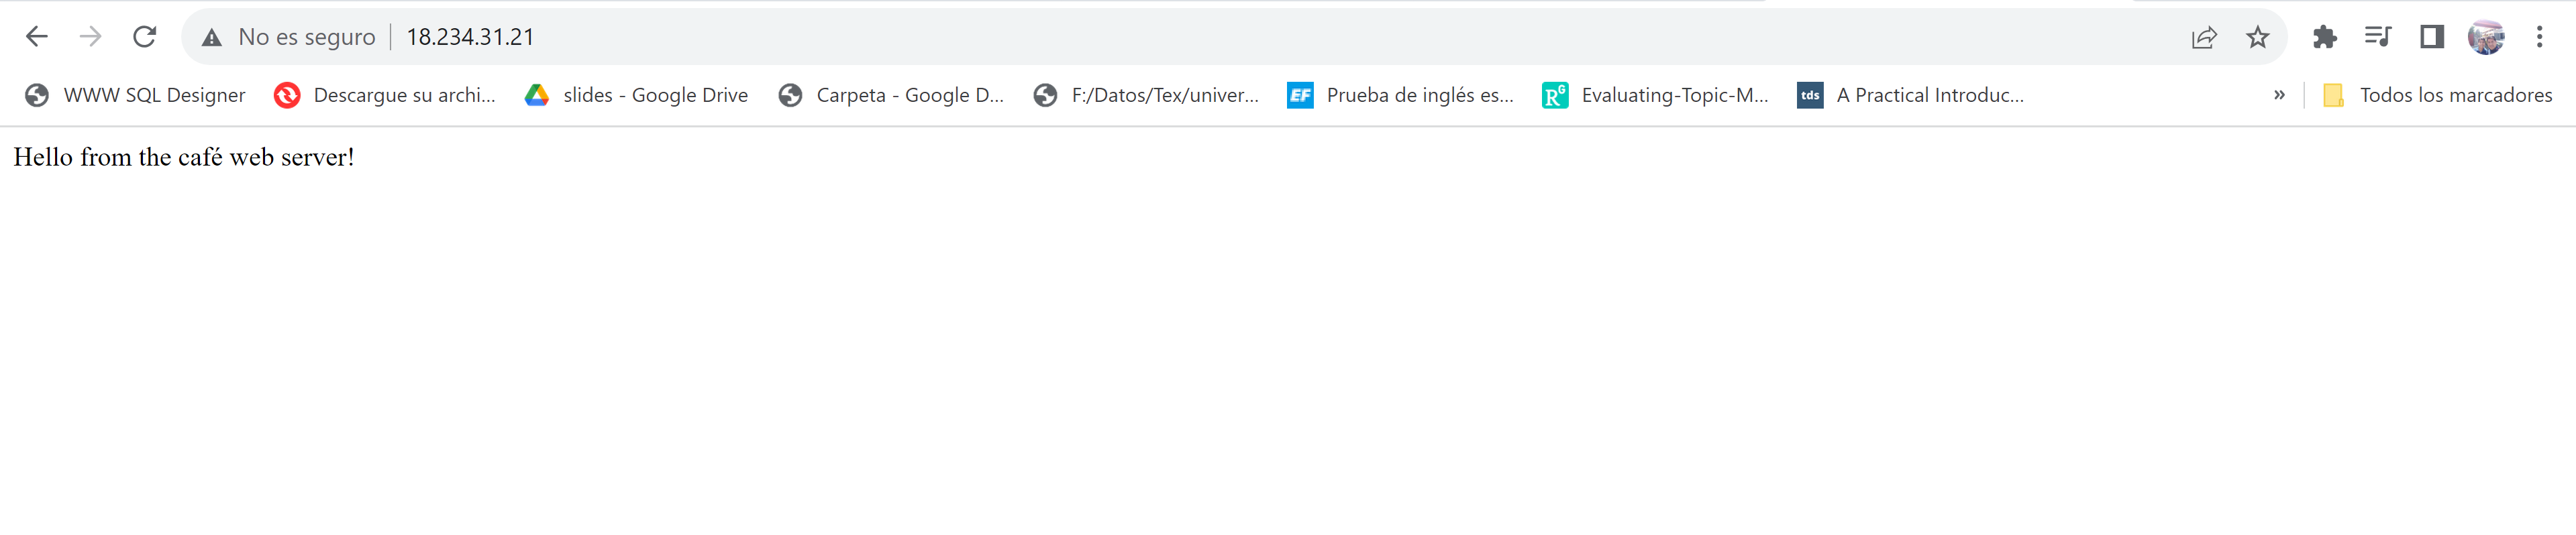 No es seguro 18.234.31.21
WWW SQL Designer Descargue su archi... slides - Google Drive Carpeta - Google D... F:/Datos/Tex/univer... EF Prueba de inglés es... RG Evaluating-Topic-M... tds A Practical Introduc... » Todos los marcadores
Hello from the café web server!